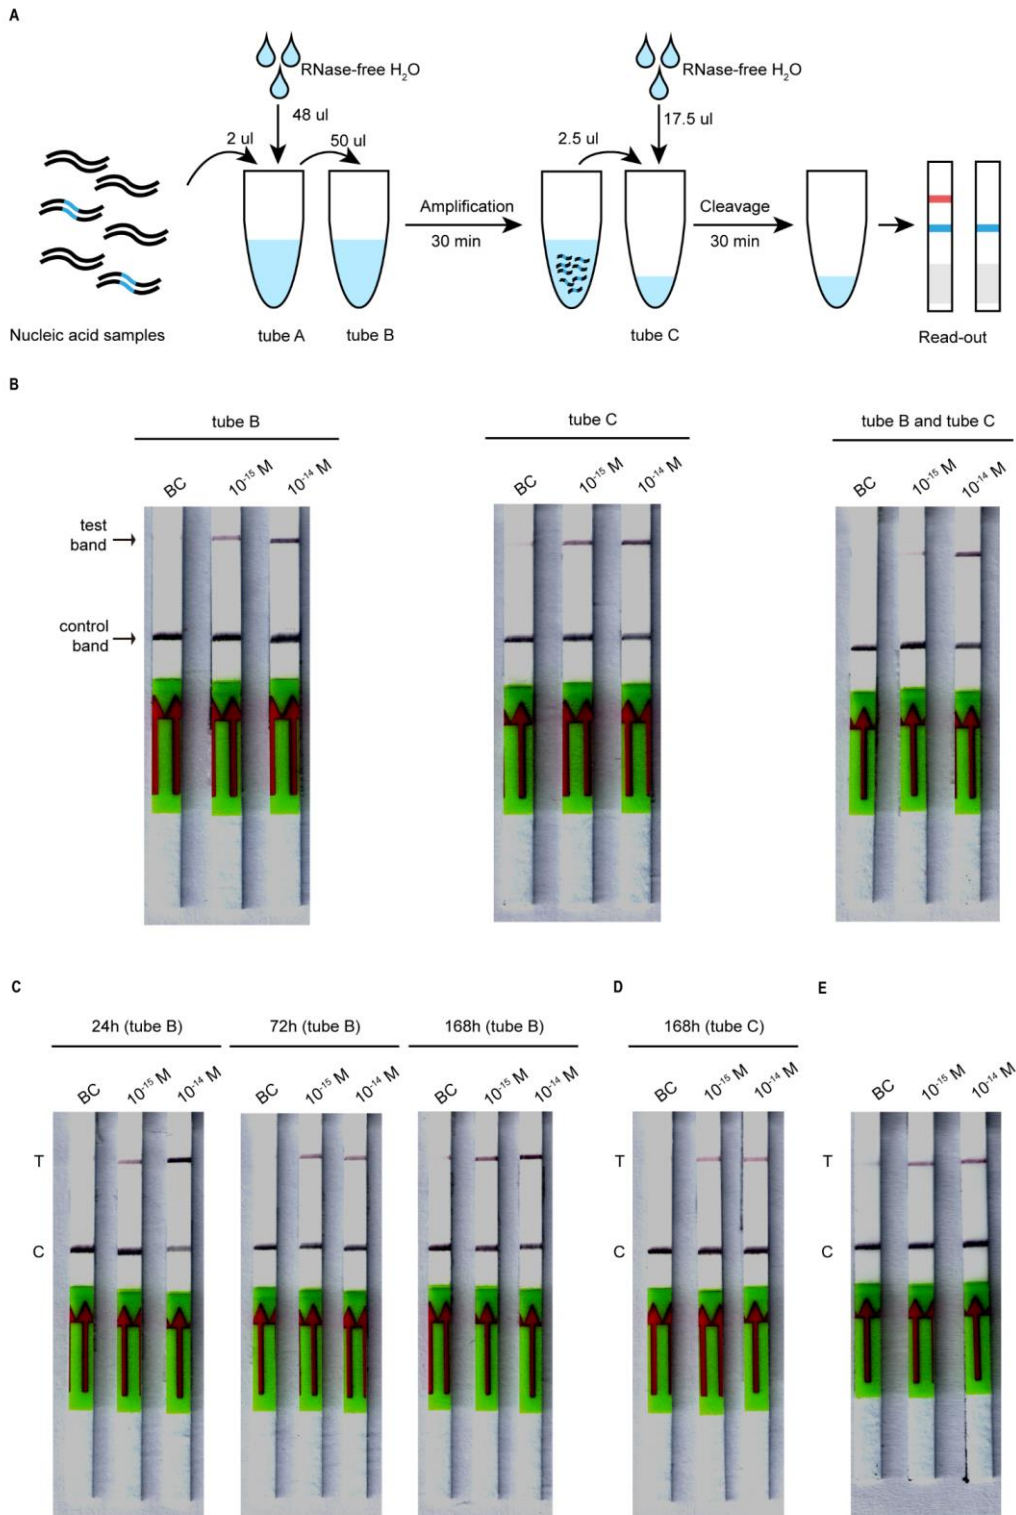 A
RNase-free H₂O
RNase-free H₂O
48 ul
17.5 ul
2 ul
50 ul
2.5 ul
Amplification
30 min
Cleavage
30 min
Nucleic acid samples
tube A
tube B
tube C
Read-out
B
tube B
tube C
tube B and tube C
BC
10⁻¹⁵ M
10⁻¹⁴ M
BC
10⁻¹⁵ M
10⁻¹⁴ M
BC
10⁻¹⁵ M
10⁻¹⁴ M
test
band
control
band
C
D
E
24h (tube B)
72h (tube B)
168h (tube B)
168h (tube C)
BC
10⁻¹⁵ M
10⁻¹⁴ M
BC
10⁻¹⁵ M
10⁻¹⁴ M
BC
10⁻¹⁵ M
10⁻¹⁴ M
BC
10⁻¹⁵ M
10⁻¹⁴ M
BC
10⁻¹⁵ M
10⁻¹⁴ M
T
T
T
C
C
C